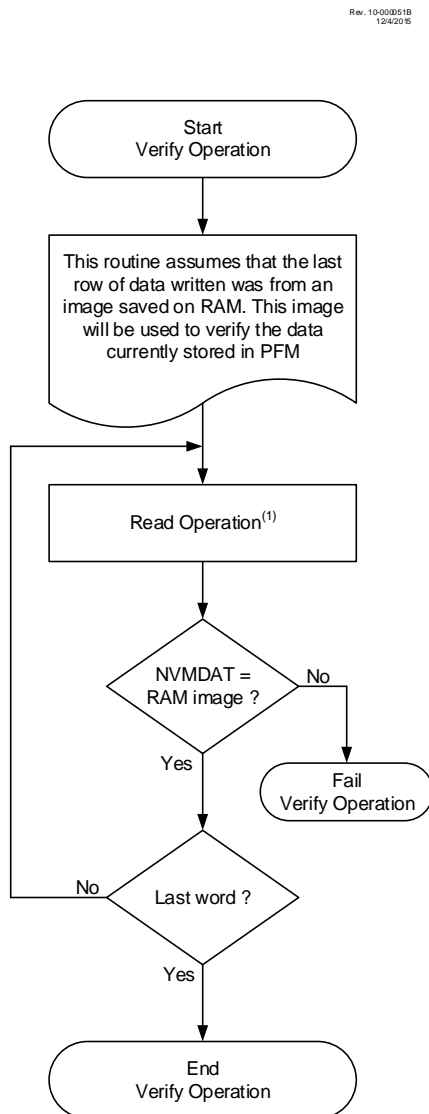 Rev. 10-000051B
12/4/2015
Start
Verify Operation
This routine assumes that the last
row of data written was from an
image saved on RAM. This image
will be used to verify the data
currently stored in PFM
Read Operation(1)
NVMDAT =
RAM image ?
No
Yes
Fail
Verify Operation
No
Last word ?
Yes
End
Verify Operation